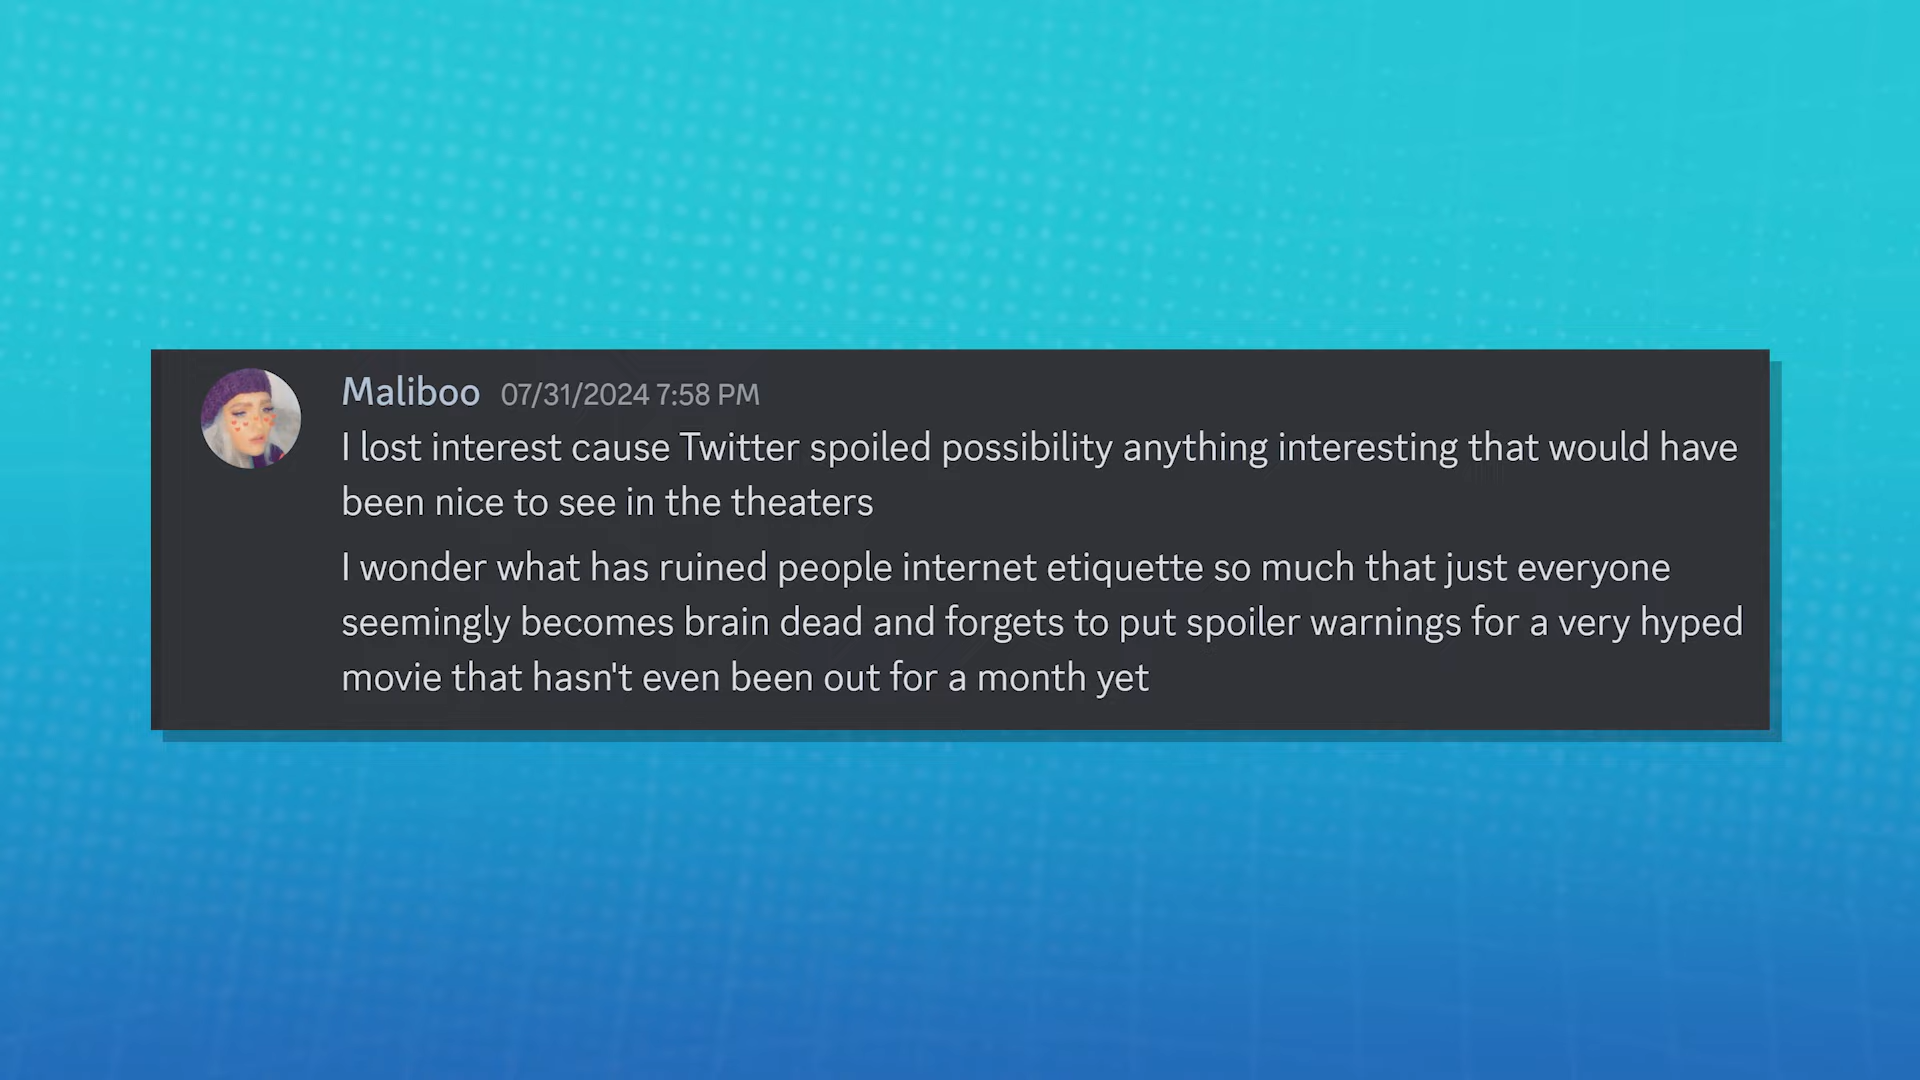 Maliboo 07/31/2024 7:58 PM
I lost interest cause Twitter spoiled possibility anything interesting that would have
been nice to see in the theaters
I wonder what has ruined people internet etiquette so much that just everyone
seemingly becomes brain dead and forgets to put spoiler warnings for a very hyped
movie that hasn't even been out for a month yet